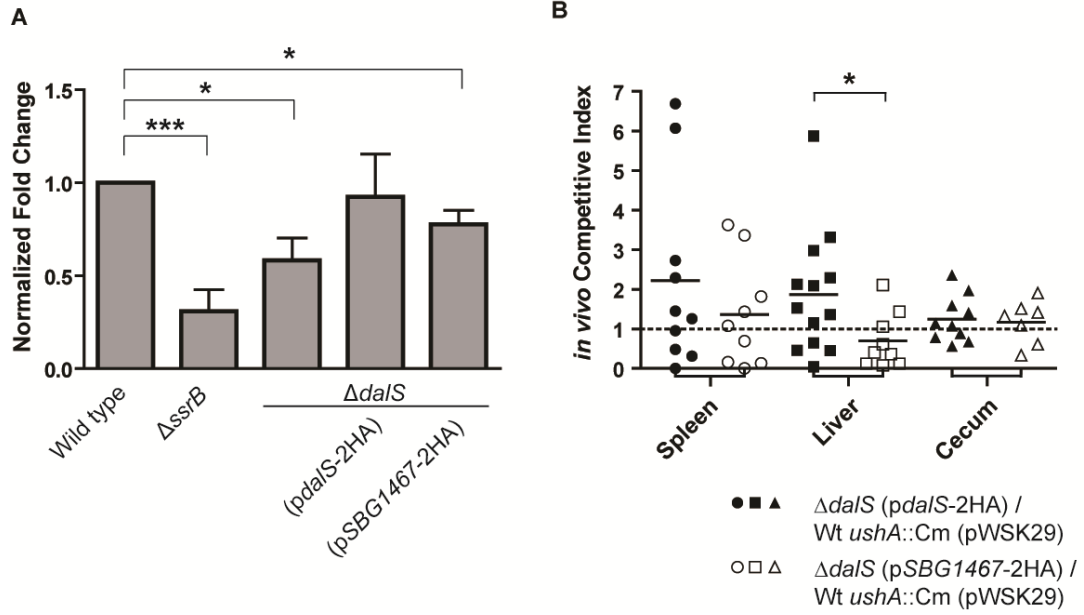 A
Normalized Fold Change
1.5
1.0
0.5
0.0
***
*
*
Wild type
ΔssrB
ΔdalS
(pdalS-2HA)
(pSBG1467-2HA)
B
in vivo Competitive Index
7
6
5
4
3
2
1
0
*
Spleen
Liver
Cecum
ΔdalS (pdalS-2HA) /
Wt ushA::Cm (pWSK29)
ΔdalS (pSBG1467-2HA) /
Wt ushA::Cm (pWSK29)